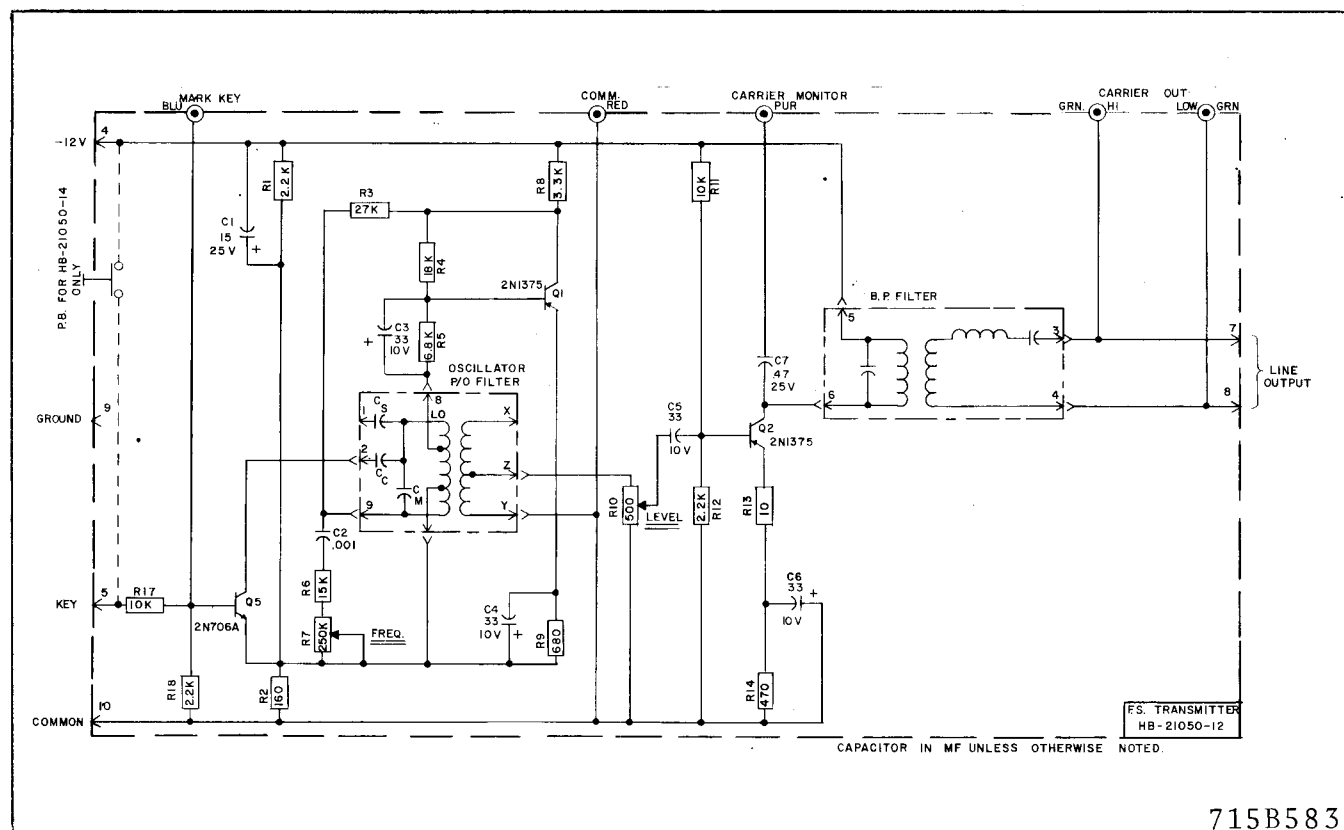 MARK KEY
BLU
COMM.
RED
CARRIER MONITOR
PUR
CARRIER OUT
GRN. HI
LOW GRN
-12V
4
P.B. FOR HB-21050-14
ONLY
GROUND
9
KEY
5
COMMON
10
R17
10K
R18
2.2K
Q5
2N706A
C1
15
25V
+
R1
2.2K
R2
160
R3
27K
R4
18K
R5
6.8K
C3
33
10V
+
R8
3.3K
2N1375
Q1
OSCILLATOR
P/O FILTER
1
CS
8
LO
X
2
CC
Z
9
CM
Y
C2
.001
R6
15K
R7
250K
FREQ.
C4
33
10V
+
R9
680
R10
500
LEVEL
C5
33
10V
R11
10K
R12
2.2K
C7
.47
25V
Q2
2N1375
R13
10
C6
33
10V
+
R14
470
B.P. FILTER
5
6
3
4
7
8
LINE
OUTPUT
F.S. TRANSMITTER
HB-21050-12
CAPACITOR IN MF UNLESS OTHERWISE NOTED.
715B583